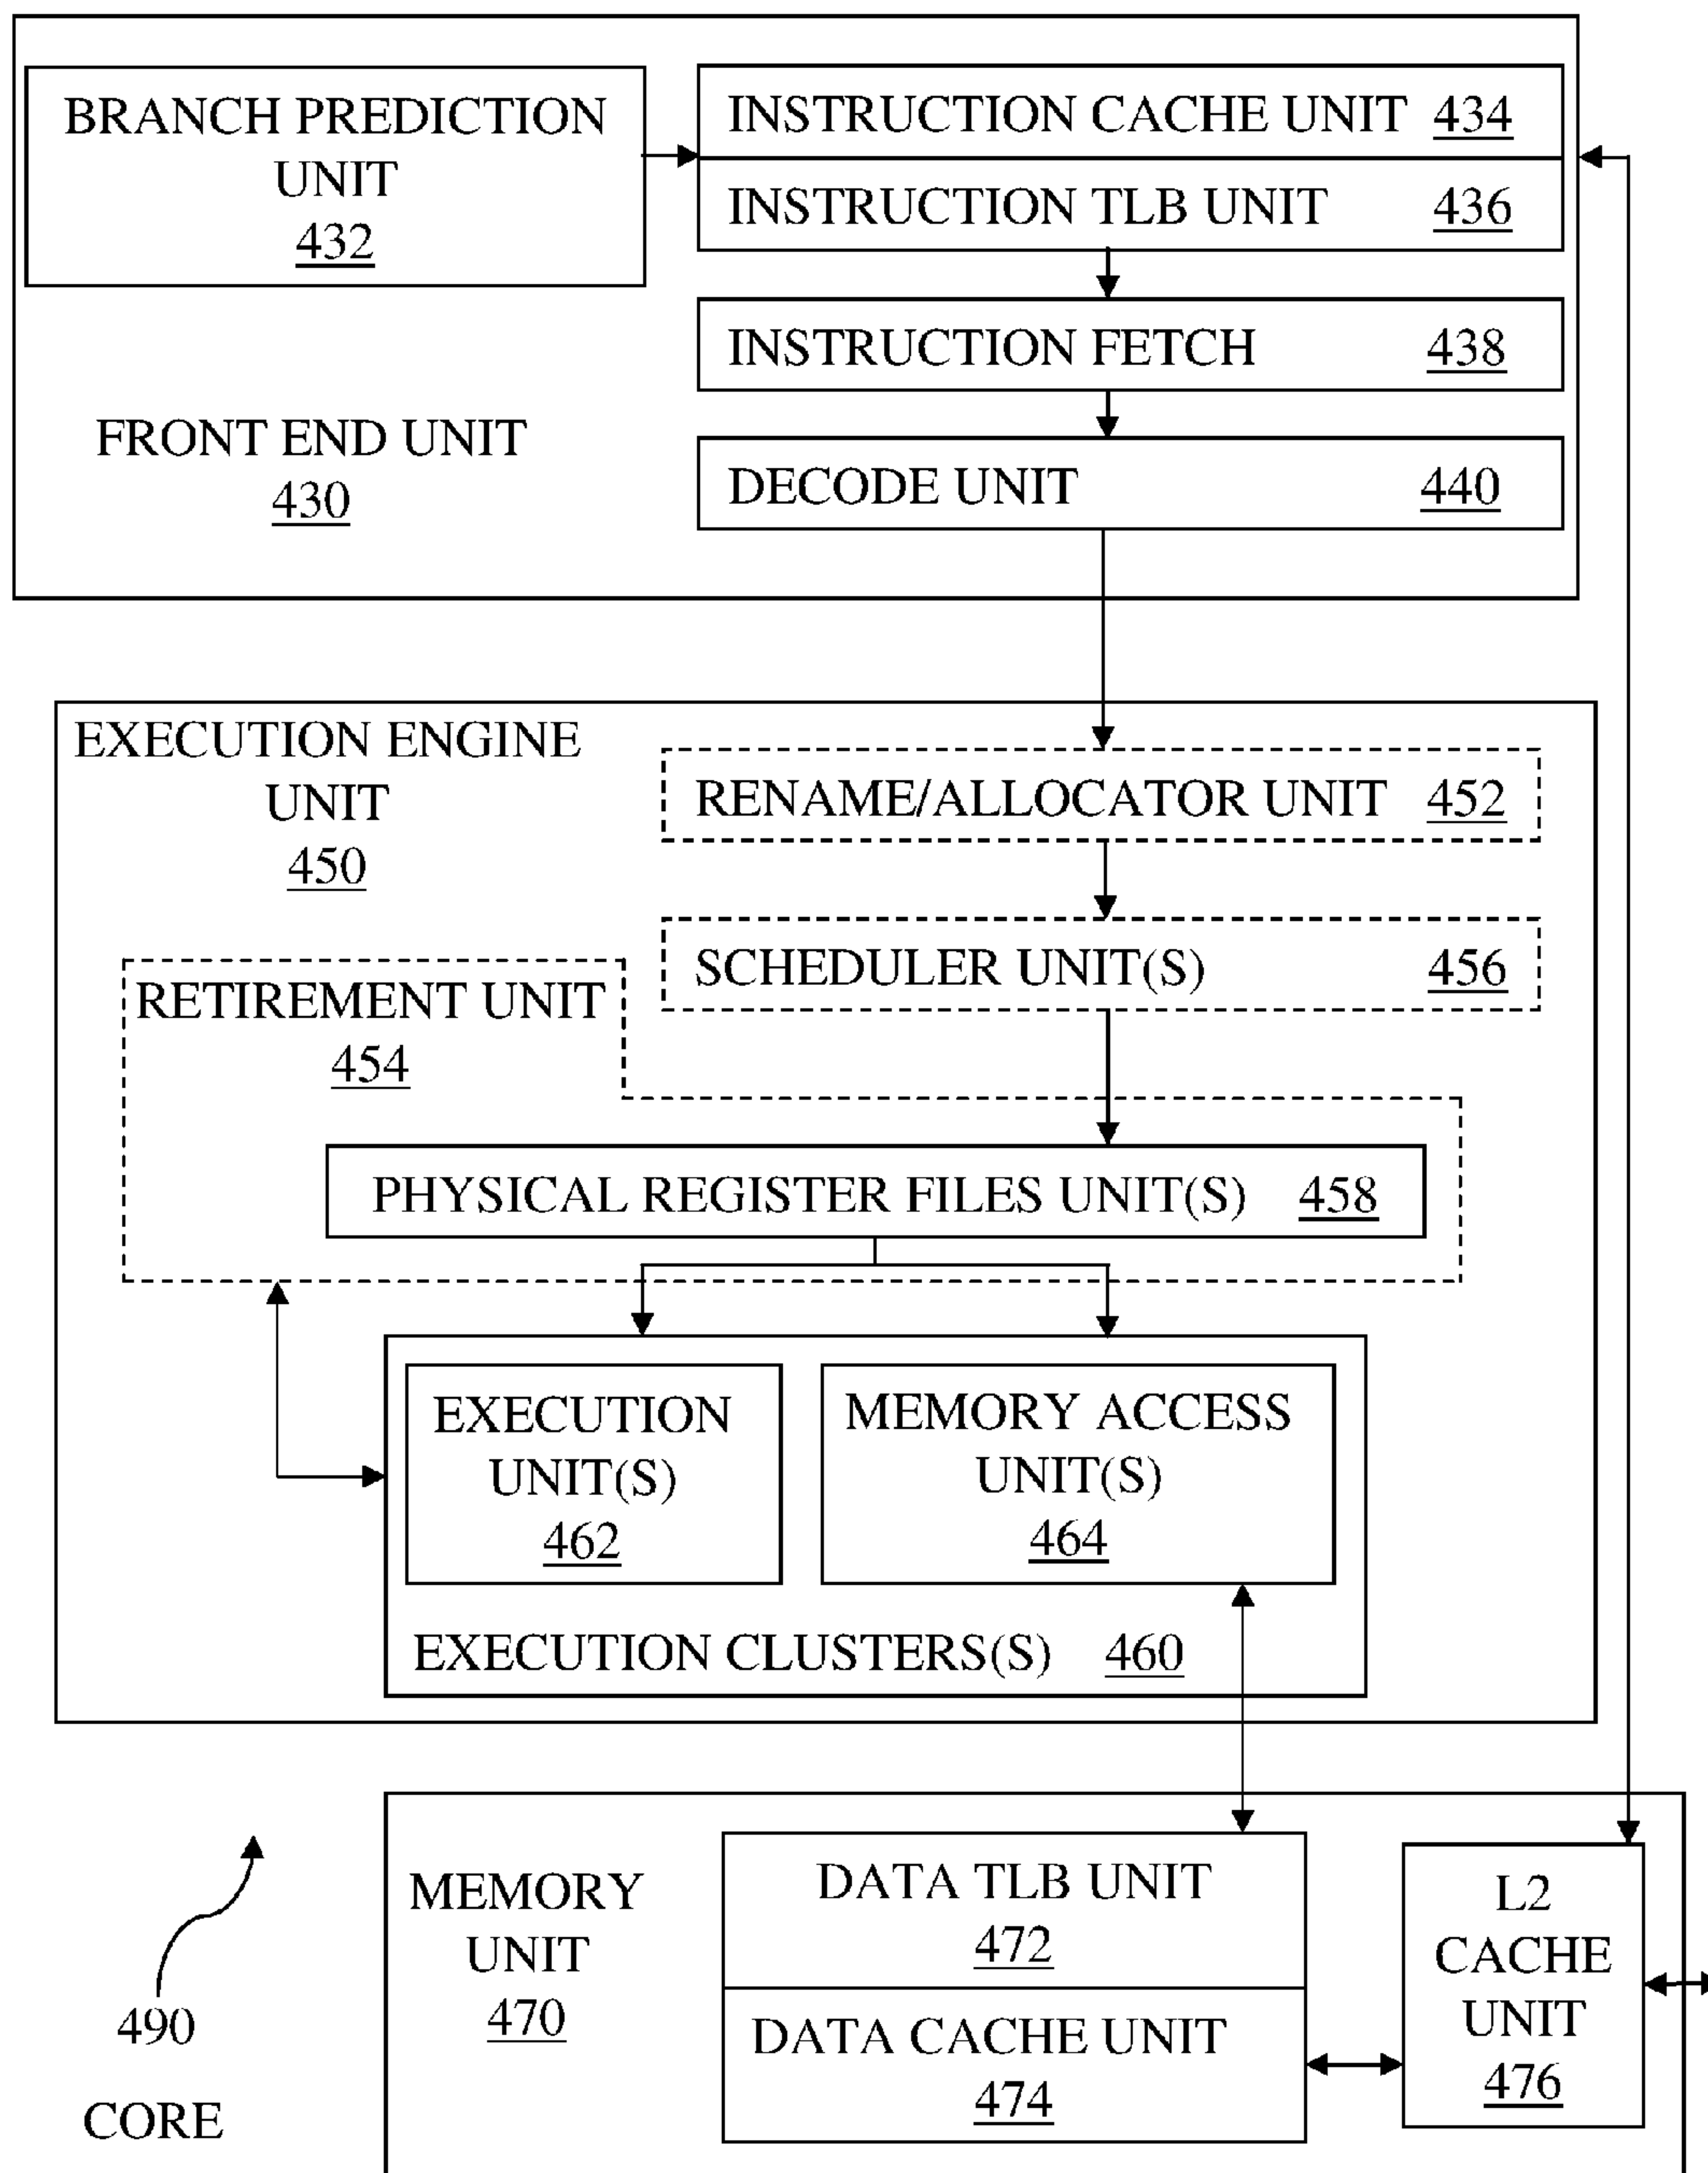 BRANCH PREDICTION
UNIT
432
INSTRUCTION CACHE UNIT 434
INSTRUCTION TLB UNIT 436
INSTRUCTION FETCH 438
FRONT END UNIT
430
DECODE UNIT 440
EXECUTION ENGINE
UNIT
450
RENAME/ALLOCATOR UNIT 452
SCHEDULER UNIT(S) 456
RETIREMENT UNIT
454
PHYSICAL REGISTER FILES UNIT(S) 458
EXECUTION
UNIT(S)
462
MEMORY ACCESS
UNIT(S)
464
EXECUTION CLUSTERS(S) 460
MEMORY
UNIT
470
DATA TLB UNIT
472
DATA CACHE UNIT
474
L2
CACHE
UNIT
476
490
CORE